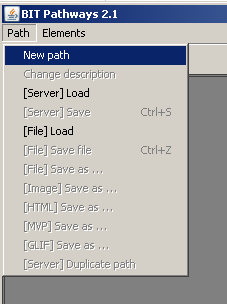 BIT Pathways 2.1
Path Elements
New path
Change description
[Server] Load
[Server] Save Ctrl+S
[File] Load
[File] Save file Ctrl+Z
[File] Save as ...
[Image] Save as ...
[HTML] Save as ...
[MVP] Save as ...
[GLIF] Save as ...
[Server] Duplicate path